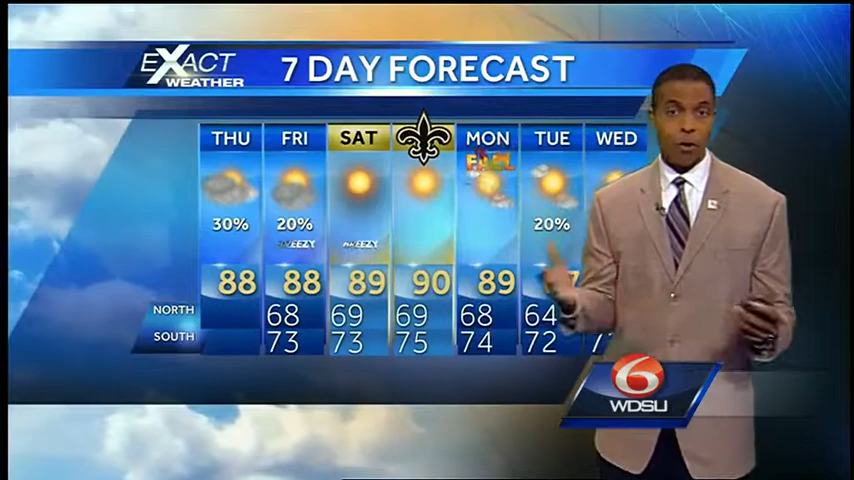 EXACT
WEATHER
7 DAY FORECAST
THU FRI SAT MON TUE WED
FALL
30% 20% 20%
BREEZY BREEZY
88 88 89 90 89
NORTH 68 69 69 68 64
SOUTH 73 73 75 74 72
6
WDSU